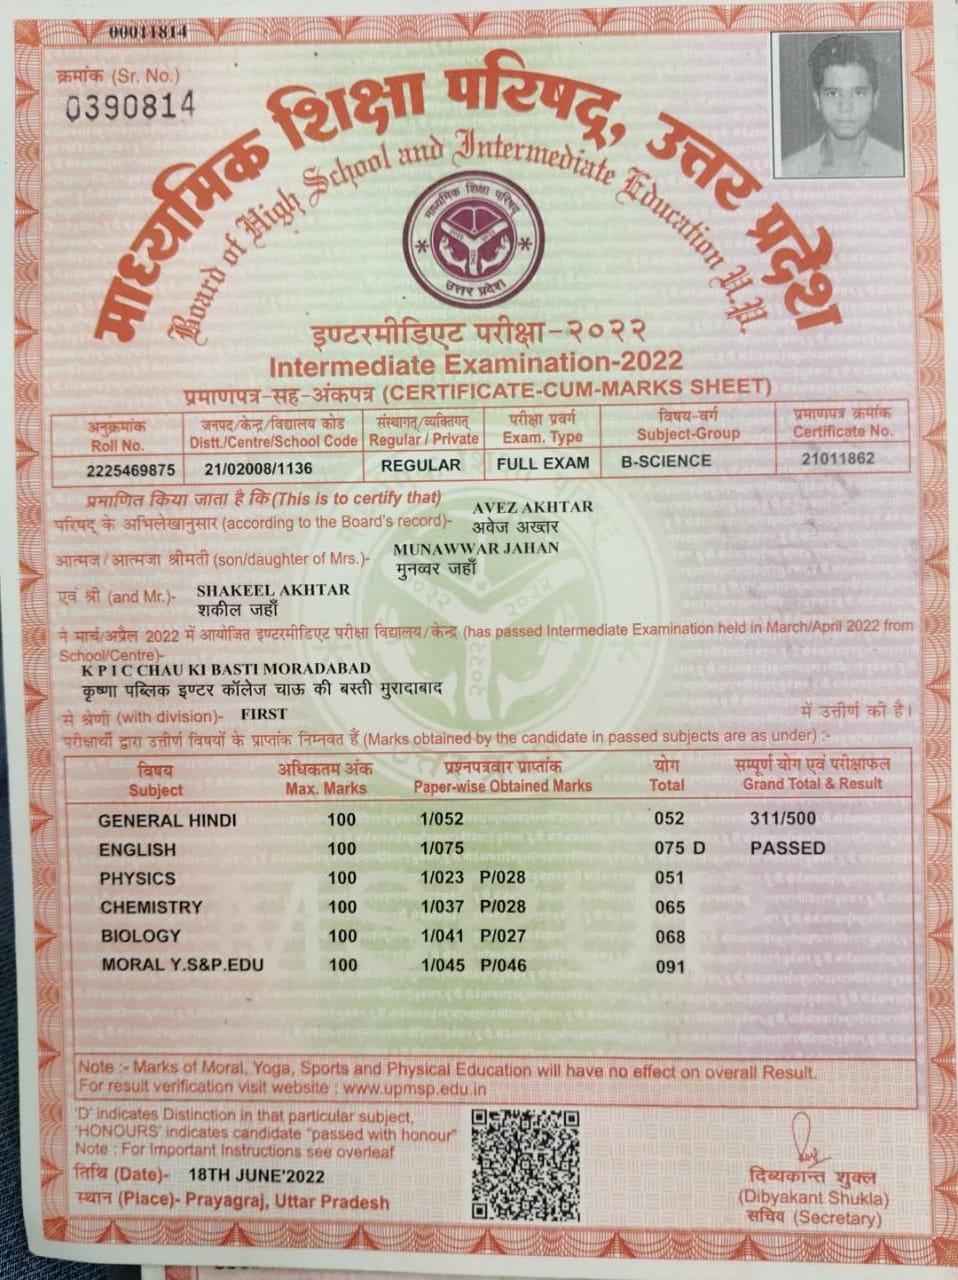 00011814
क्रमांक (Sr. No.)
0390814
माध्यमिक शिक्षा परिषद्, उत्तर प्रदेश
Board of High School and Intermediate Education U.P.
माध्यमिक शिक्षा परिषद्
उत्तर प्रदेश
इण्टरमीडिएट परीक्षा-२०२२
Intermediate Examination-2022
प्रमाणपत्र-सह-अंकपत्र (CERTIFICATE-CUM-MARKS SHEET)
अनुक्रमांक जनपद/केन्द्र/विद्यालय कोड संस्थागत/व्यक्तिगत परीक्षा प्रवर्ग विषय-वर्ग प्रमाणपत्र क्रमांक
Roll No. Distt./Centre/School Code Regular / Private Exam. Type Subject-Group Certificate No.
2225469875 21/02008/1136 REGULAR FULL EXAM B-SCIENCE 21011862
प्रमाणित किया जाता है कि (This is to certify that)
AVEZ AKHTAR
परिषद् के अभिलेखानुसार (according to the Board's record)- अवेज अख्तर
MUNAWWAR JAHAN
आत्मज/आत्मजा श्रीमती (son/daughter of Mrs.)- मुनव्वर जहाँ
एवं श्री (and Mr.)- SHAKEEL AKHTAR
शकील जहाँ
ने मार्च/अप्रैल 2022 में आयोजित इण्टरमीडिएट परीक्षा विद्यालय/केन्द्र (has passed Intermediate Examination held in March/April 2022 from
School/Centre)-
K P I C CHAU KI BASTI MORADABAD
कृष्णा पब्लिक इण्टर कॉलेज चाऊ की बस्ती मुरादाबाद
से श्रेणी (with division)- FIRST में उत्तीर्ण की है।
परीक्षार्थी द्वारा उत्तीर्ण विषयों के प्राप्तांक निम्नवत हैं (Marks obtained by the candidate in passed subjects are as under) :-
विषय अधिकतम अंक प्रश्नपत्रवार प्राप्तांक योग सम्पूर्ण योग एवं परीक्षाफल
Subject Max. Marks Paper-wise Obtained Marks Total Grand Total & Result
GENERAL HINDI 100 1/052 052 311/500
ENGLISH 100 1/075 075 D PASSED
PHYSICS 100 1/023 P/028 051
CHEMISTRY 100 1/037 P/028 065
BIOLOGY 100 1/041 P/027 068
MORAL Y.S&P.EDU 100 1/045 P/046 091
Note :- Marks of Moral, Yoga, Sports and Physical Education will have no effect on overall Result.
For result verification visit website : www.upmsp.edu.in
'D' indicates Distinction in that particular subject,
'HONOURS' indicates candidate "passed with honour"
Note : For Important Instructions see overleaf
तिथि (Date)- 18TH JUNE'2022
स्थान (Place)- Prayagraj, Uttar Pradesh
दिब्यकान्त शुक्ल
(Dibyakant Shukla)
सचिव (Secretary)